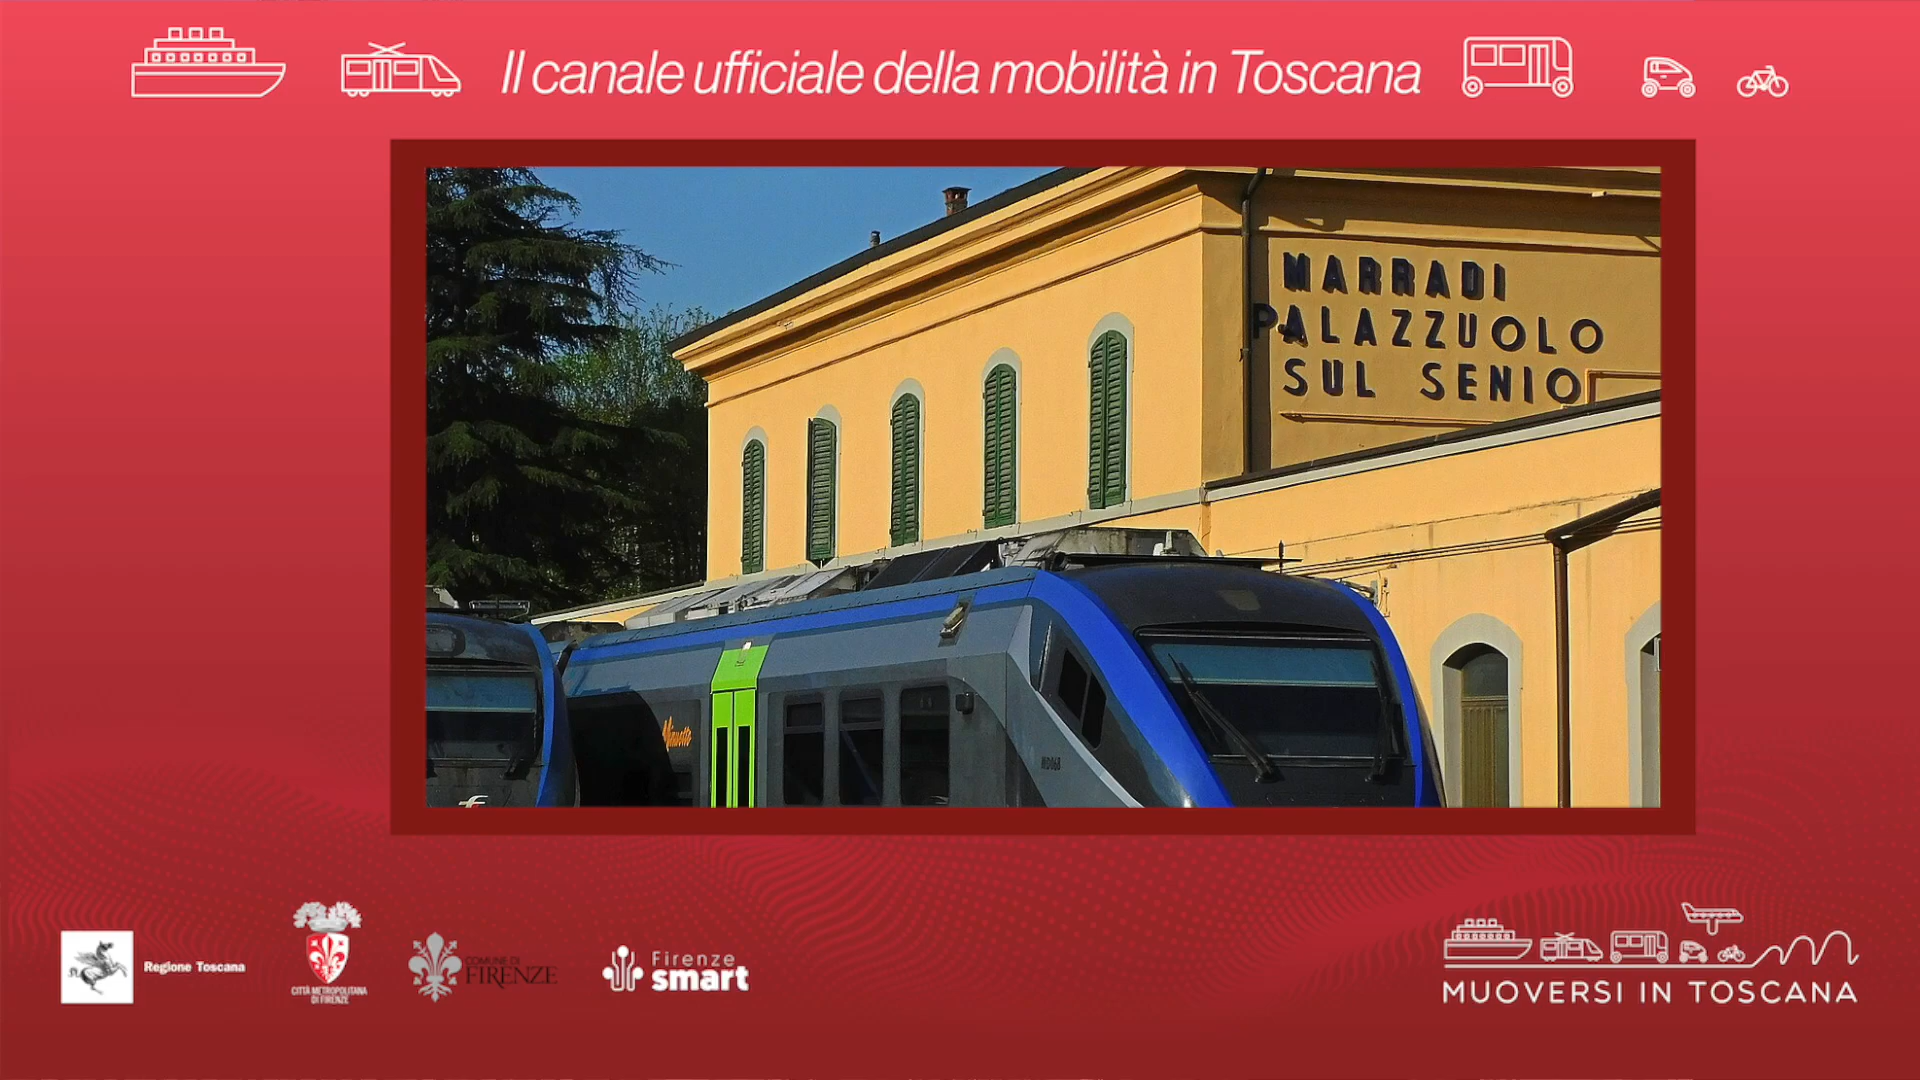 Il canale ufficiale della mobilità in Toscana
MARRADI
PALAZZUOLO
SUL SENIO
Minuetto
Regione Toscana
CITTÀ METROPOLITANA
DI FIRENZE
COMUNE DI
FIRENZE
Firenze
smart
MUOVERSI IN TOSCANA